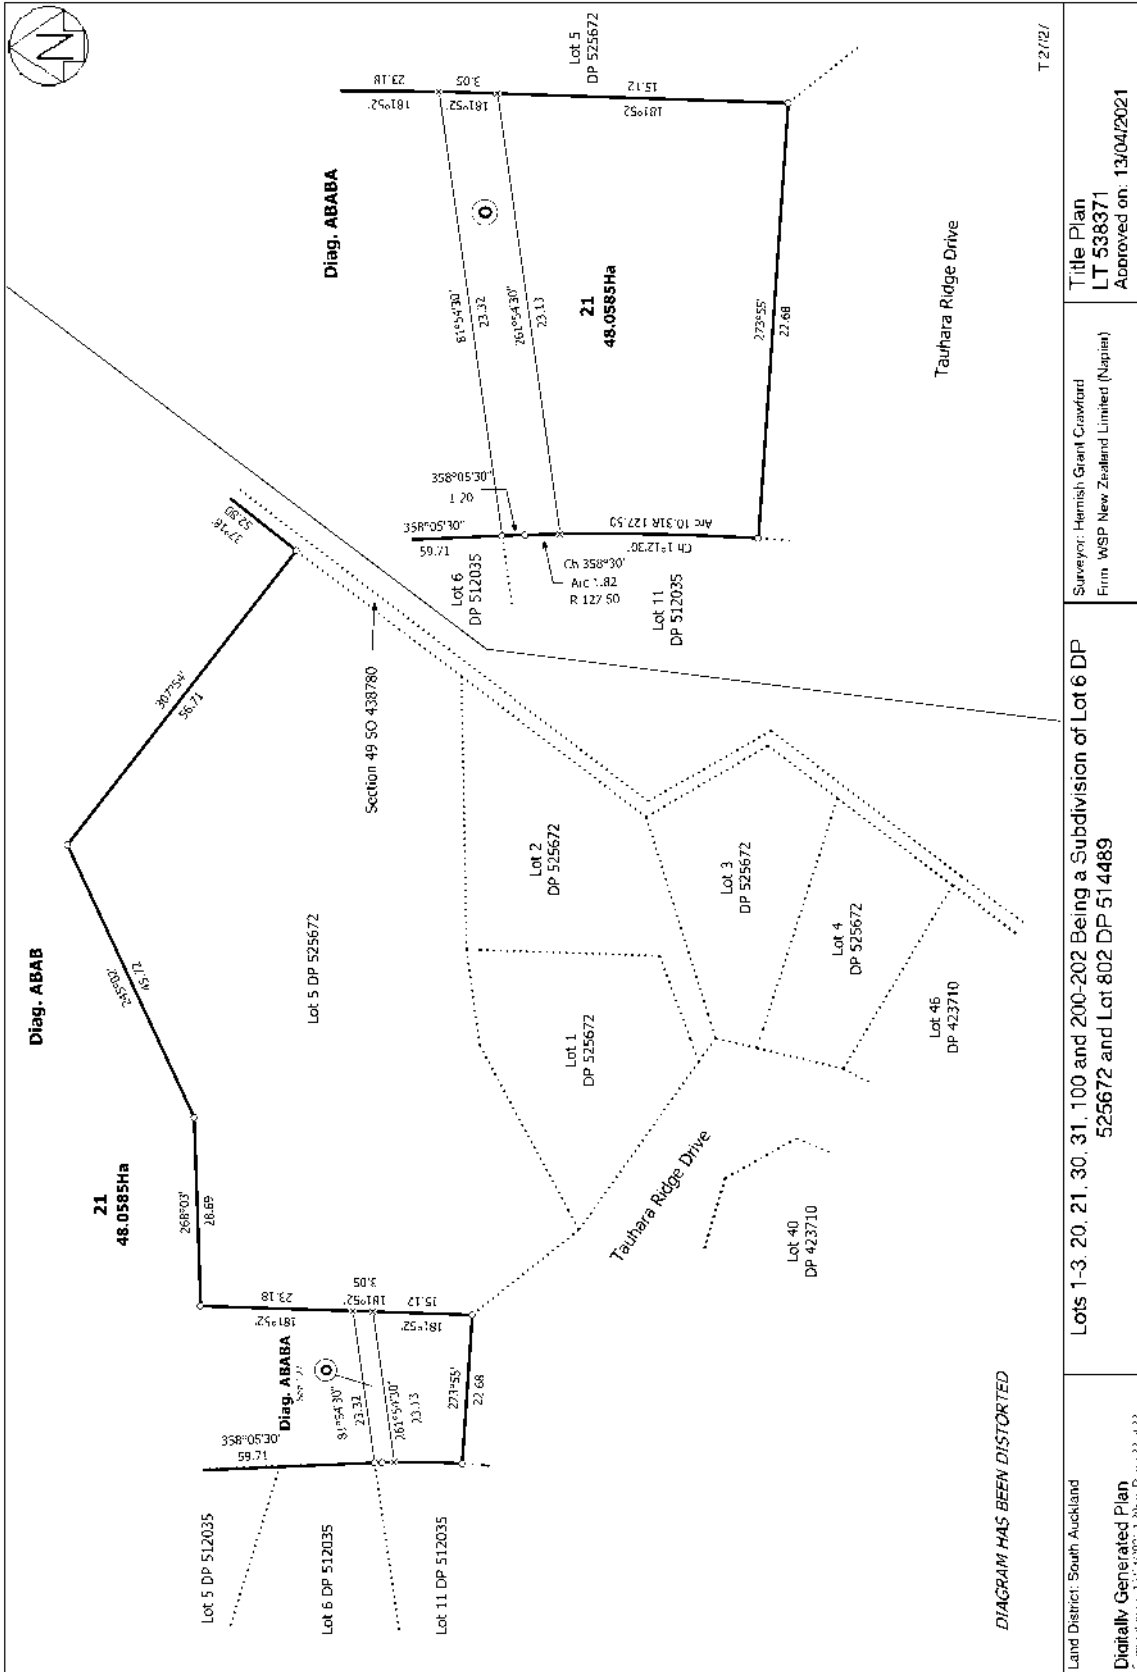 N
Diag. ABAB
21
48.0585Ha
268°03'
28.69
245°02'
45.72
307°54'
56.71
37°18'
52.80
Lot 5 DP 525672
Section 49 SO 438780
181°52'
23.18
181°52'
3.05
181°52'
273°55'
22.68
Diag. ABABA
O
81°54'30"
23.32
261°54'30"
23.13
358°05'30"
59.71
Lot 5 DP 512035
Lot 6 DP 512035
Lot 11 DP 512035
Lot 1
DP 525672
Lot 2
DP 525672
Lot 3
DP 525672
Lot 4
DP 525672
Lot 46
DP 423710
Lot 40
DP 423710
Tauhara Ridge Drive
Diag. ABABA
181°52'
23.18
181°52'
3.05
181°52'
15.12
Lot 5
DP 525672
O
81°54'30"
23.32
261°54'30"
23.13
21
48.0585Ha
273°55'
22.68
358°05'30"
358°05'30"
59.71
Lot 6
DP 512035
Ch 358°30'
Arc 1.82
R 127.50
Ch 1°12'30"
Arc 10.31 R 127.50
Lot 11
DP 512035
Tauhara Ridge Drive
DIAGRAM HAS BEEN DISTORTED
Land District: South Auckland
Digitally Generated Plan
Lots 1-3, 20, 21, 30, 31, 100 and 200-202 Being a Subdivision of Lot 6 DP
525672 and Lot 802 DP 514489
Surveyor: Hamish Grant Crawford
Firm: WSP New Zealand Limited (Napier)
Title Plan
LT 538371
Approved on: 13/04/2021